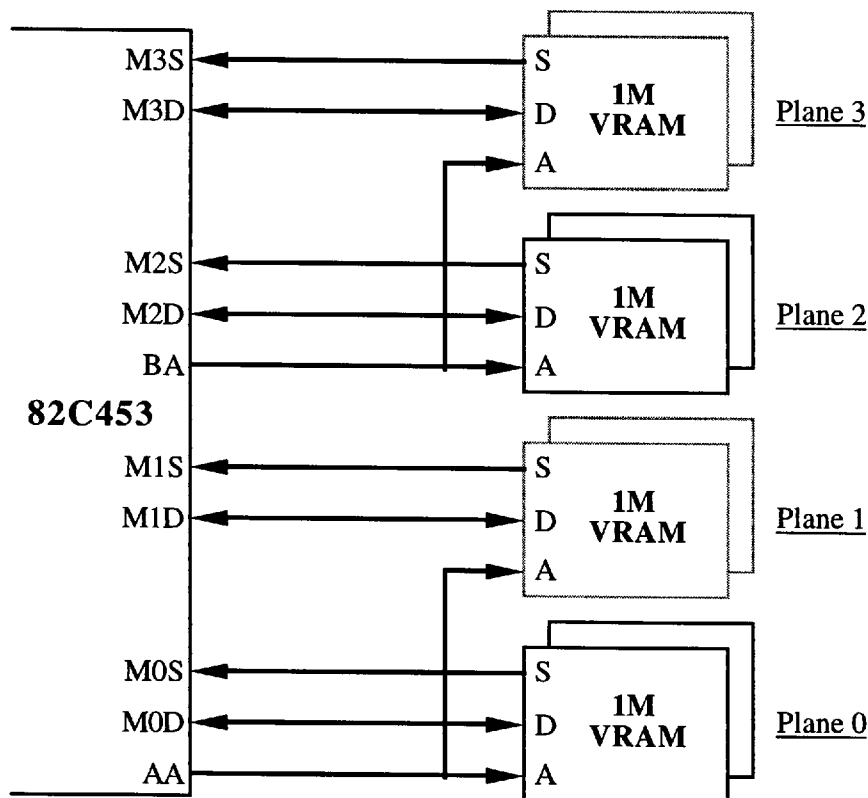 M3S
S
1M
VRAM
Plane 3
M3D
D
A
M2S
S
1M
VRAM
Plane 2
M2D
D
BA
A
82C453
M1S
S
1M
VRAM
Plane 1
M1D
D
A
M0S
S
1M
VRAM
Plane 0
M0D
D
AA
A